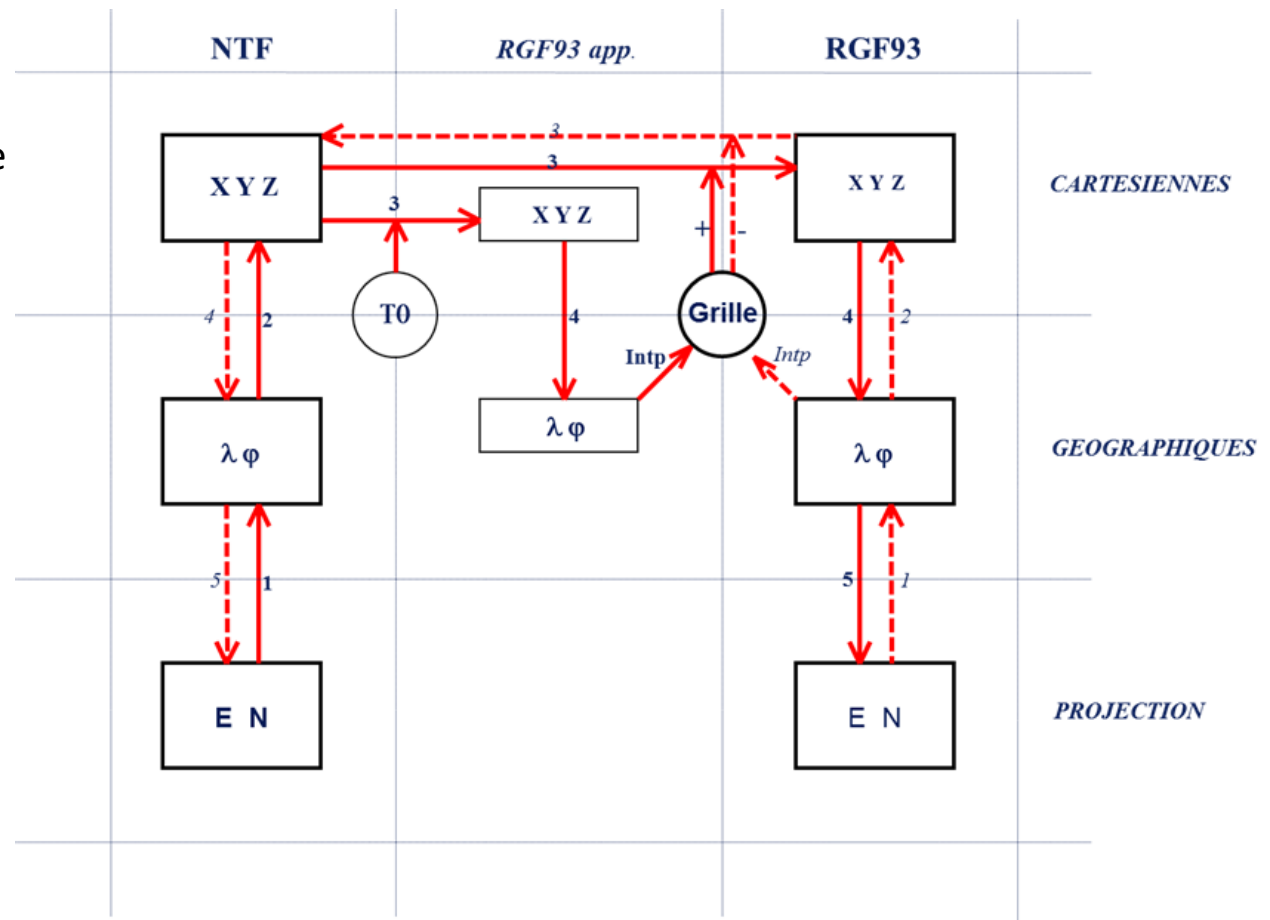 NTF RGF93 app. RGF93
e
3
3
X Y Z X Y Z CARTESIENNES
3 X Y Z
+ -
4 2 T0 4 Grille 4 2
Intp Intp
λ φ λ φ λ φ GEOGRAPHIQUES
5 1 5 1
E N E N PROJECTION